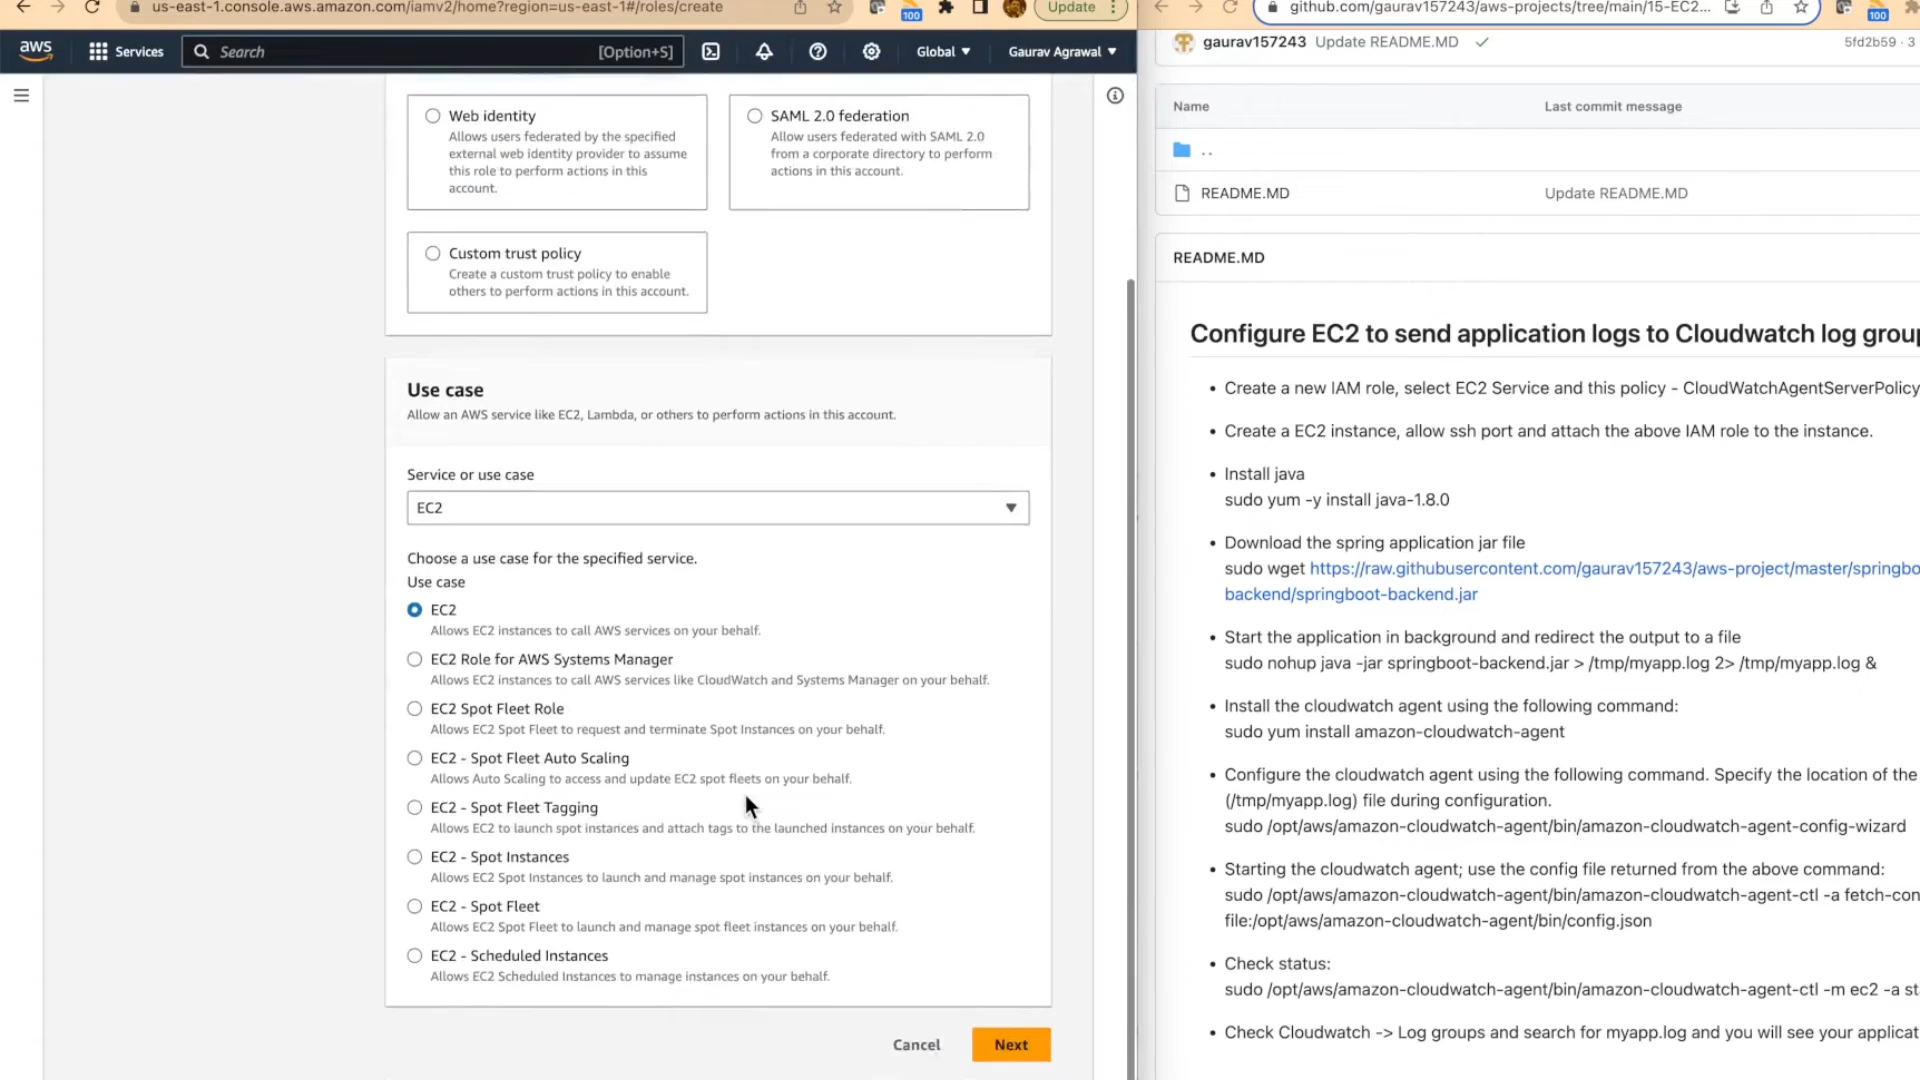 us-east-1.console.aws.amazon.com/iamv2/home?region=us-east-1#/roles/create
100
Update
aws
Services
Search
[Option+S]
Global
Gaurav Agrawal
Web identity
Allows users federated by the specified
external web identity provider to assume
this role to perform actions in this
account.
SAML 2.0 federation
Allow users federated with SAML 2.0
from a corporate directory to perform
actions in this account.
Custom trust policy
Create a custom trust policy to enable
others to perform actions in this account.
Use case
Allow an AWS service like EC2, Lambda, or others to perform actions in this account.
Service or use case
EC2
Choose a use case for the specified service.
Use case
EC2
Allows EC2 instances to call AWS services on your behalf.
EC2 Role for AWS Systems Manager
Allows EC2 instances to call AWS services like CloudWatch and Systems Manager on your behalf.
EC2 Spot Fleet Role
Allows EC2 Spot Fleet to request and terminate Spot Instances on your behalf.
EC2 - Spot Fleet Auto Scaling
Allows Auto Scaling to access and update EC2 spot fleets on your behalf.
EC2 - Spot Fleet Tagging
Allows EC2 to launch spot instances and attach tags to the launched instances on your behalf.
EC2 - Spot Instances
Allows EC2 Spot Instances to launch and manage spot instances on your behalf.
EC2 - Spot Fleet
Allows EC2 Spot Fleet to launch and manage spot fleet instances on your behalf.
EC2 - Scheduled Instances
Allows EC2 Scheduled Instances to manage instances on your behalf.
Cancel
Next
github.com/gaurav157243/aws-projects/tree/main/15-EC2...
100
gaurav157243 Update README.MD
5fd2b59 · 3
Name
Last commit message
..
README.MD
Update README.MD
README.MD
Configure EC2 to send application logs to Cloudwatch log group
• Create a new IAM role, select EC2 Service and this policy - CloudWatchAgentServerPolicy
• Create a EC2 instance, allow ssh port and attach the above IAM role to the instance.
• Install java
sudo yum -y install java-1.8.0
• Download the spring application jar file
sudo wget https://raw.githubusercontent.com/gaurav157243/aws-project/master/springbo
backend/springboot-backend.jar
• Start the application in background and redirect the output to a file
sudo nohup java -jar springboot-backend.jar > /tmp/myapp.log 2> /tmp/myapp.log &
• Install the cloudwatch agent using the following command:
sudo yum install amazon-cloudwatch-agent
• Configure the cloudwatch agent using the following command. Specify the location of the
(/tmp/myapp.log) file during configuration.
sudo /opt/aws/amazon-cloudwatch-agent/bin/amazon-cloudwatch-agent-config-wizard
• Starting the cloudwatch agent; use the config file returned from the above command:
sudo /opt/aws/amazon-cloudwatch-agent/bin/amazon-cloudwatch-agent-ctl -a fetch-con
file:/opt/aws/amazon-cloudwatch-agent/bin/config.json
• Check status:
sudo /opt/aws/amazon-cloudwatch-agent/bin/amazon-cloudwatch-agent-ctl -m ec2 -a st
• Check Cloudwatch -> Log groups and search for myapp.log and you will see your applicat